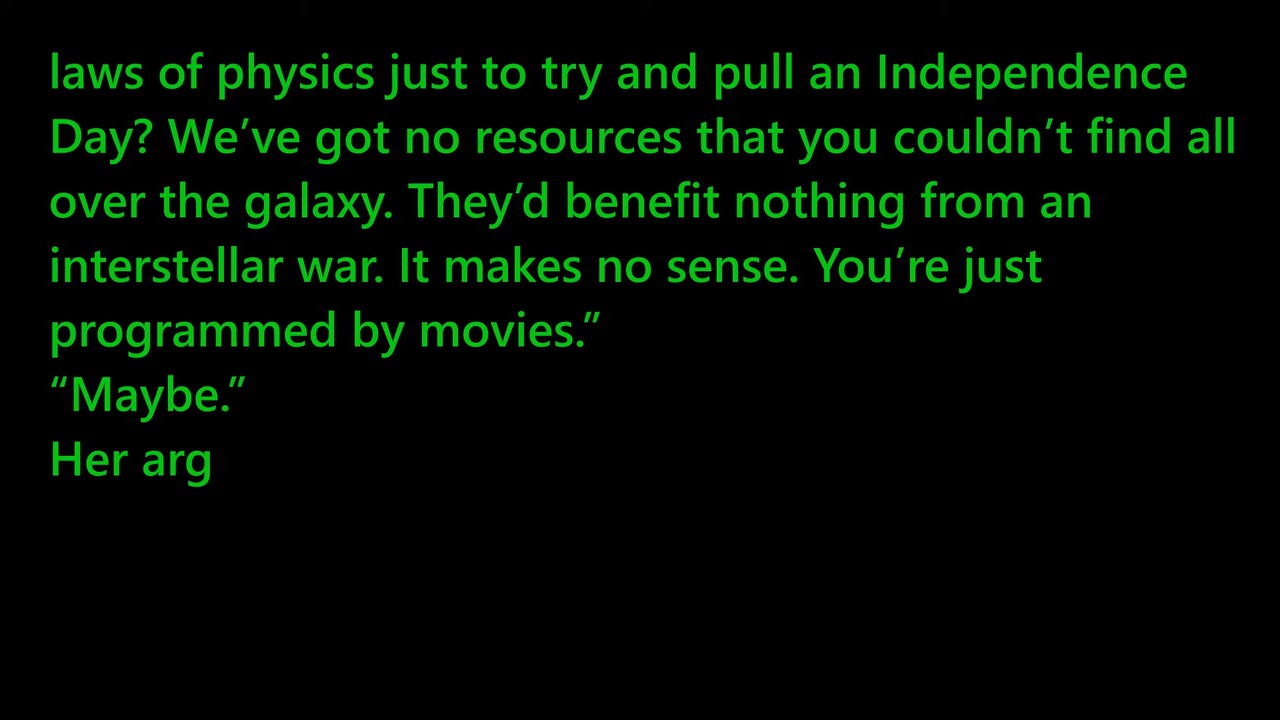 laws of physics just to try and pull an Independence
Day? We’ve got no resources that you couldn’t find all
over the galaxy. They’d benefit nothing from an
interstellar war. It makes no sense. You’re just
programmed by movies.”
“Maybe.”
Her arg